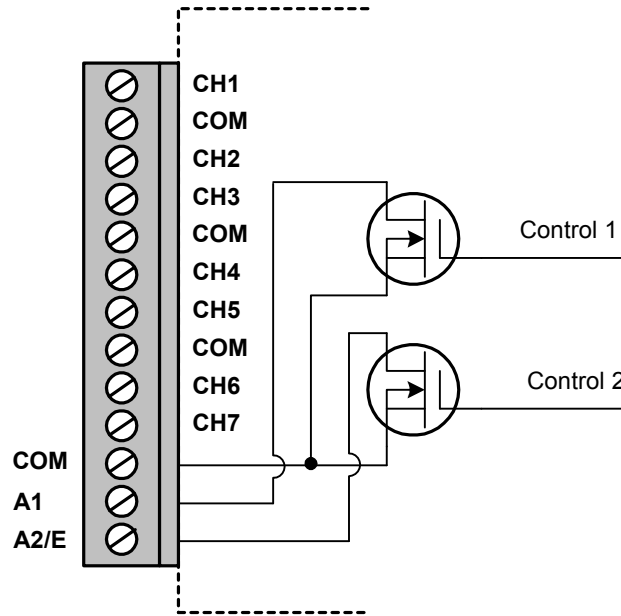 CH1
COM
CH2
CH3
COM
CH4
CH5
COM
CH6
CH7
COM
A1
A2/E
Control 1
Control 2